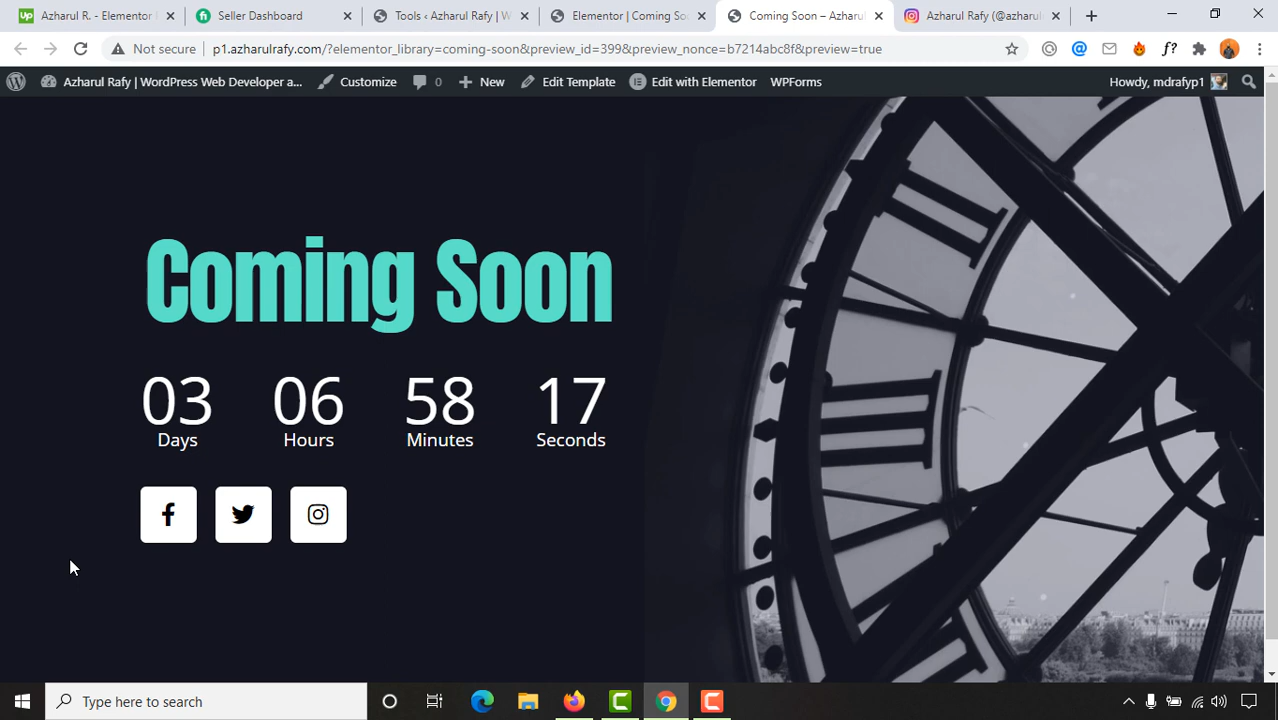 Azharul R. - Elementor
Seller Dashboard
Tools ‹ Azharul Rafy | W
Elementor | Coming Soo
Coming Soon – Azharul
Azharul Rafy (@azharul
Not secure
p1.azharulrafy.com/?elementor_library=coming-soon&preview_id=399&preview_nonce=b7214abc8f&preview=true
f?
Azharul Rafy | WordPress Web Developer a...
Customize
0
New
Edit Template
Edit with Elementor
WPForms
Howdy, mdrafyp1
Coming Soon
03 06 58 17
Days Hours Minutes Seconds
Type here to search